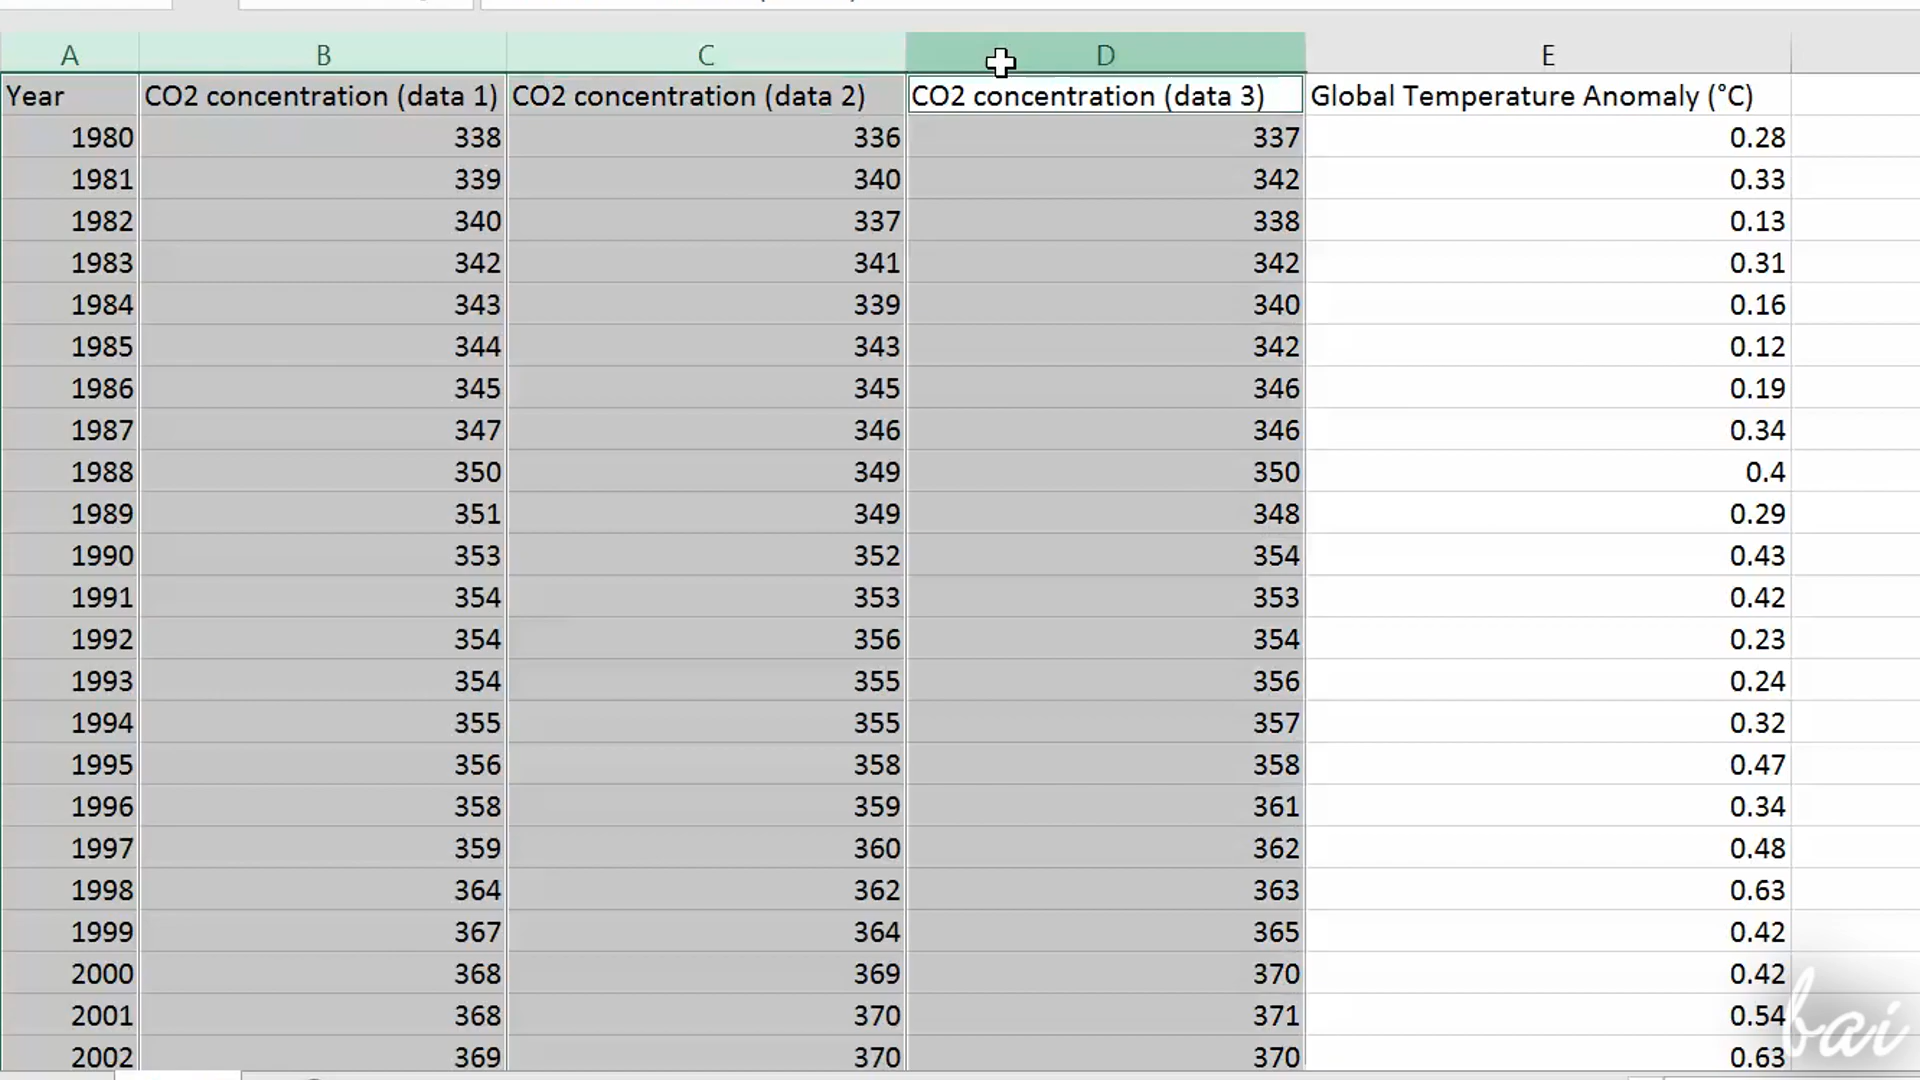 A B C D E
Year CO2 concentration (data 1) CO2 concentration (data 2) CO2 concentration (data 3) Global Temperature Anomaly (°C)
1980 338 336 337 0.28
1981 339 340 342 0.33
1982 340 337 338 0.13
1983 342 341 342 0.31
1984 343 339 340 0.16
1985 344 343 342 0.12
1986 345 345 346 0.19
1987 347 346 346 0.34
1988 350 349 350 0.4
1989 351 349 348 0.29
1990 353 352 354 0.43
1991 354 353 353 0.42
1992 354 356 354 0.23
1993 354 355 356 0.24
1994 355 355 357 0.32
1995 356 358 358 0.47
1996 358 359 361 0.34
1997 359 360 362 0.48
1998 364 362 363 0.63
1999 367 364 365 0.42
2000 368 369 370 0.42
2001 368 370 371 0.54
2002 369 370 370 0.63
bai